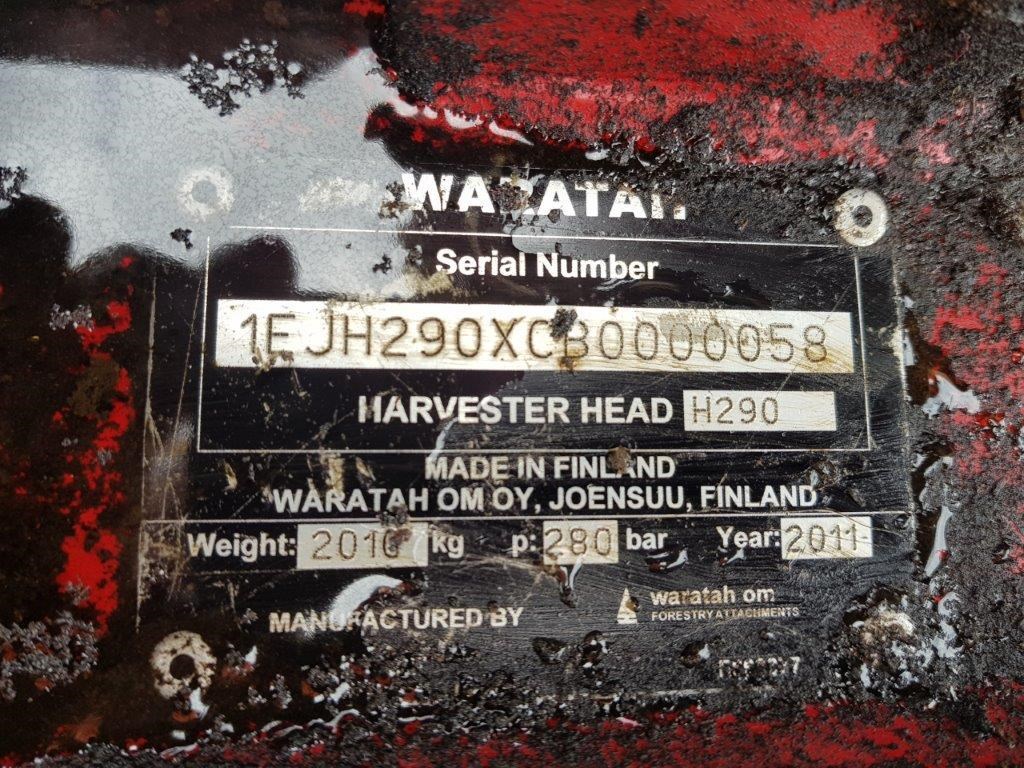 WARATAH
Serial Number
1EJH290XCB0000058
HARVESTER HEAD H290
MADE IN FINLAND
WARATAH OM OY, JOENSUU, FINLAND
Weight: 2010 kg p: 280 bar Year: 2011
MANUFACTURED BY
waratah om
FORESTRY ATTACHMENTS